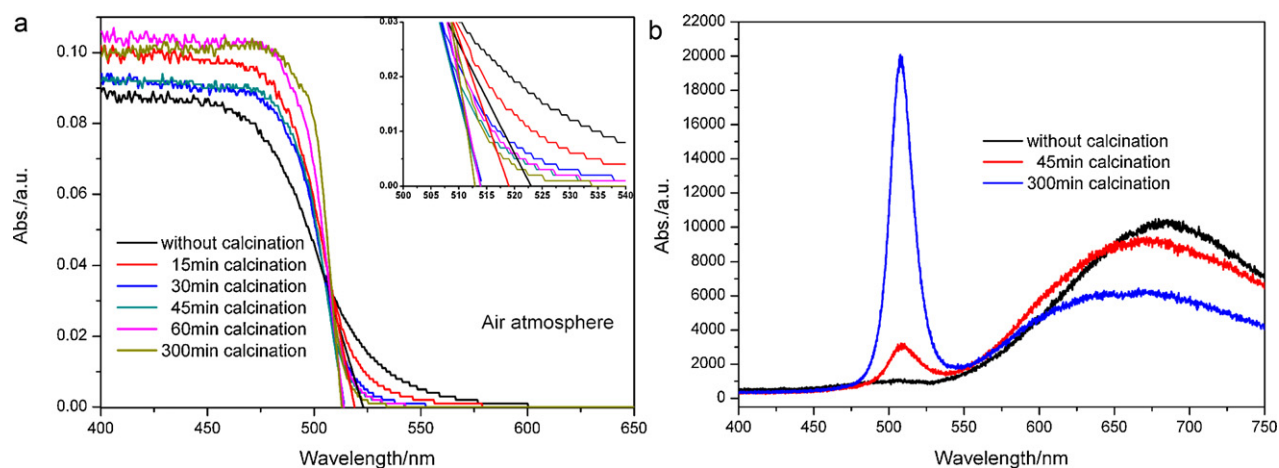 a
Abs./a.u.
0.10
0.08
0.06
0.04
0.02
0.00
400
450
500
550
600
650
Wavelength/nm
without calcination
15min calcination
30min calcination
45min calcination
60min calcination
300min calcination
Air atmosphere
0.03
0.02
0.01
0.00
500 505 510 515 520 525 530 535 540
b
Abs./a.u.
22000
20000
18000
16000
14000
12000
10000
8000
6000
4000
2000
0
400 450 500 550 600 650 700 750
Wavelength/nm
without calcination
45min calcination
300min calcination